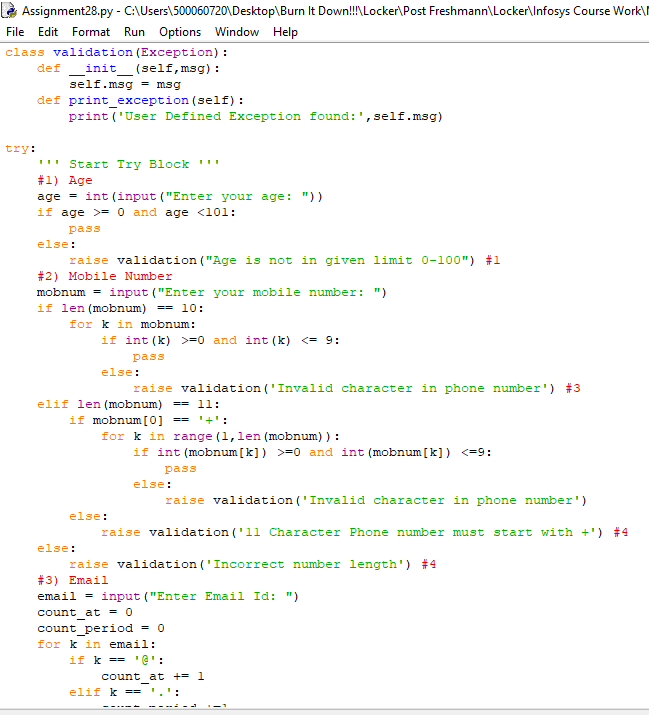 Assignment28.py - C:\Users\500060720\Desktop\Burn It Down!!!\Locker\Post Freshmann\Locker\Infosys Course Work\
File Edit Format Run Options Window Help
class validation(Exception):
    def __init__(self,msg):
        self.msg = msg
    def print_exception(self):
        print('User Defined Exception found:',self.msg)

try:
    ''' Start Try Block '''
    #1) Age
    age = int(input("Enter your age: "))
    if age >= 0 and age <101:
        pass
    else:
        raise validation("Age is not in given limit 0-100") #1
    #2) Mobile Number
    mobnum = input("Enter your mobile number: ")
    if len(mobnum) == 10:
        for k in mobnum:
            if int(k) >=0 and int(k) <= 9:
                pass
            else:
                raise validation('Invalid character in phone number') #3
    elif len(mobnum) == 11:
        if mobnum[0] == '+':
            for k in range(1,len(mobnum)):
                if int(mobnum[k]) >=0 and int(mobnum[k]) <=9:
                    pass
                else:
                    raise validation('Invalid character in phone number')
        else:
            raise validation('11 Character Phone number must start with +') #4
    else:
        raise validation('Incorrect number length') #4
    #3) Email
    email = input("Enter Email Id: ")
    count_at = 0
    count_period = 0
    for k in email:
        if k == '@':
            count_at += 1
        elif k == '.':